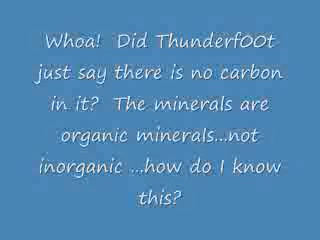 Whoa!  Did Thunderf00t
just say there is no carbon
in it?  The minerals are
organic minerals...not
inorganic ...how do I know
this?